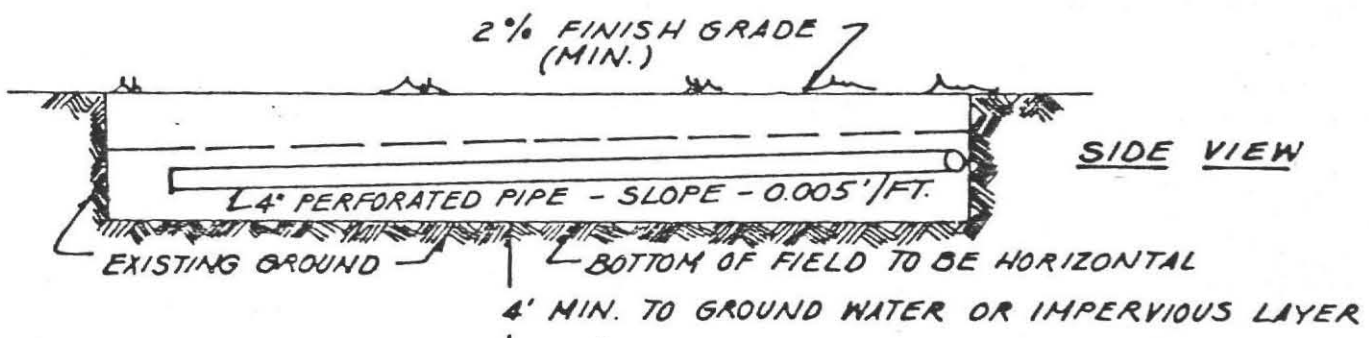 2% FINISH GRADE
(MIN.)
SIDE VIEW
4" PERFORATED PIPE - SLOPE - 0.005'/FT.
EXISTING GROUND
BOTTOM OF FIELD TO BE HORIZONTAL
4' MIN. TO GROUND WATER OR IMPERVIOUS LAYER